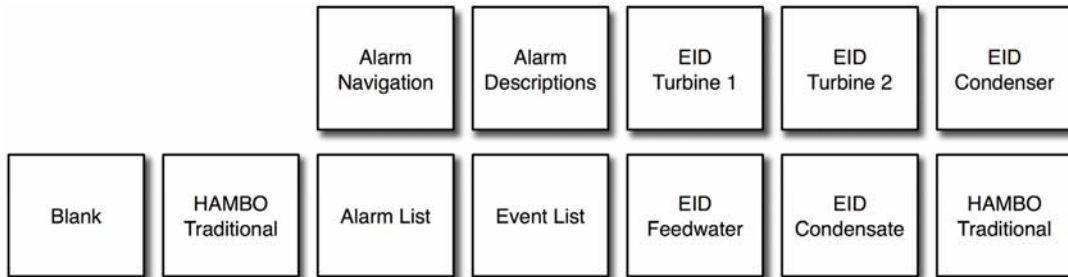 Alarm
Navigation
Alarm
Descriptions
EID
Turbine 1
EID
Turbine 2
EID
Condenser
Blank
HAMBO
Traditional
Alarm List
Event List
EID
Feedwater
EID
Condensate
HAMBO
Traditional